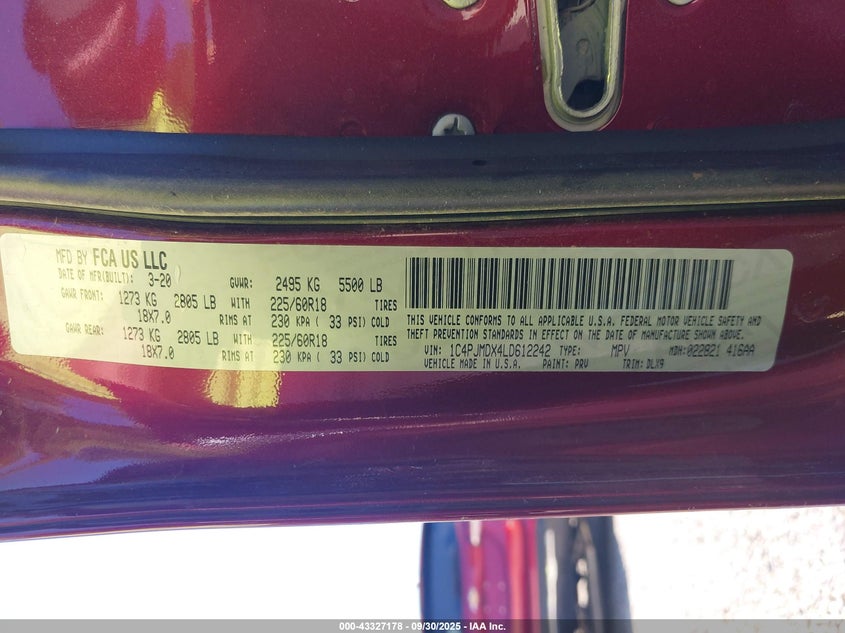 MFD BY FCA US LLC
DATE OF MFR(BUILT): 3-20 GVWR: 2495 KG 5500 LB
GAWR FRONT: 1273 KG 2805 LB WITH 225/60R18 TIRES
18X7.0 RIMS AT 230 KPA ( 33 PSI) COLD
GAWR REAR: 1273 KG 2805 LB WITH 225/60R18 TIRES
18X7.0 RIMS AT 230 KPA ( 33 PSI) COLD
THIS VEHICLE CONFORMS TO ALL APPLICABLE U.S.A. FEDERAL MOTOR VEHICLE SAFETY AND
THEFT PREVENTION STANDARDS IN EFFECT ON THE DATE OF MANUFACTURE SHOWN ABOVE.
VIN: 1C4PJMDX4LD612242 TYPE: MPV MDH: 022821 416AA
VEHICLE MADE IN U.S.A. PAINT: PRV TRIM: DLX9
000-43327178 - 09/30/2025 - IAA Inc.